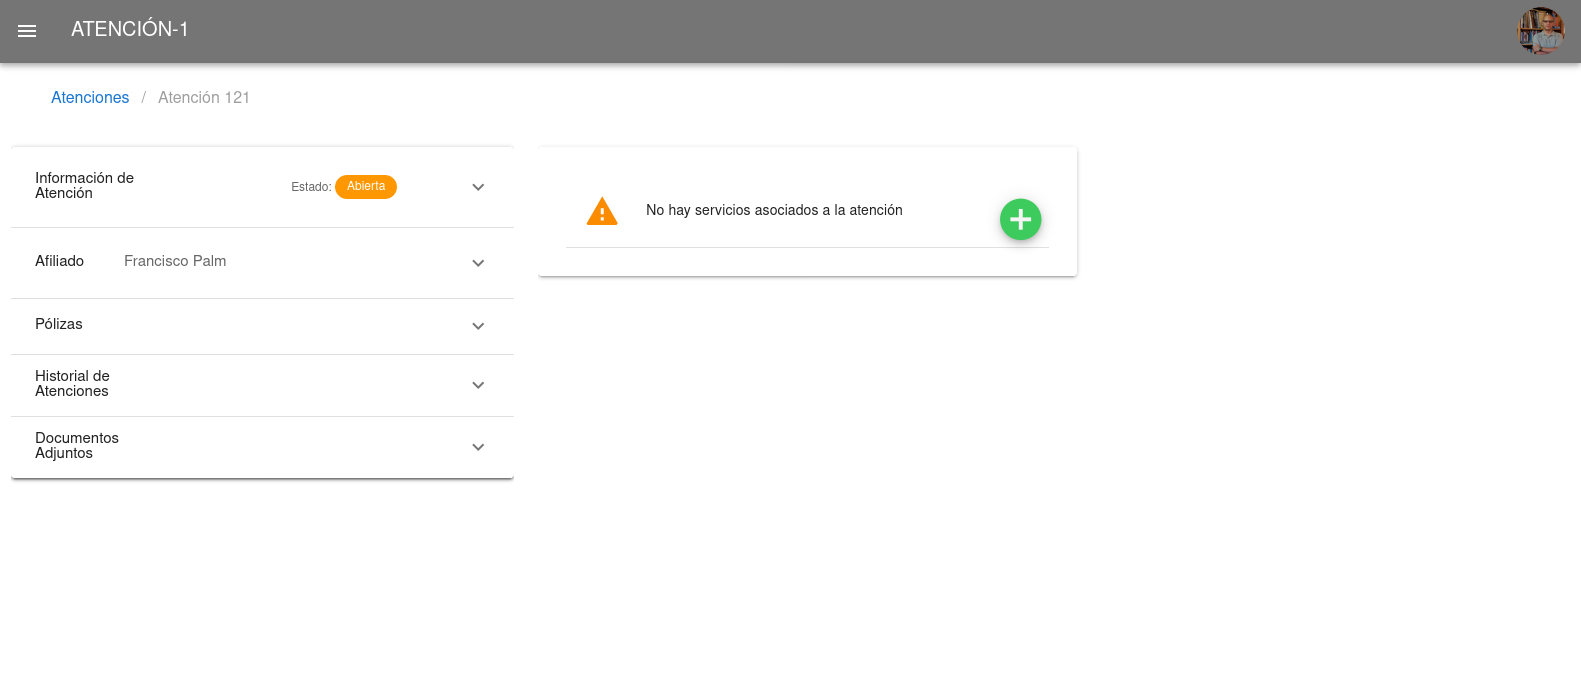 ATENCIÓN-1
Atenciones / Atención 121
Información de
Atención
Estado: Abierta
Afiliado Francisco Palm
Pólizas
Historial de
Atenciones
Documentos
Adjuntos
No hay servicios asociados a la atención